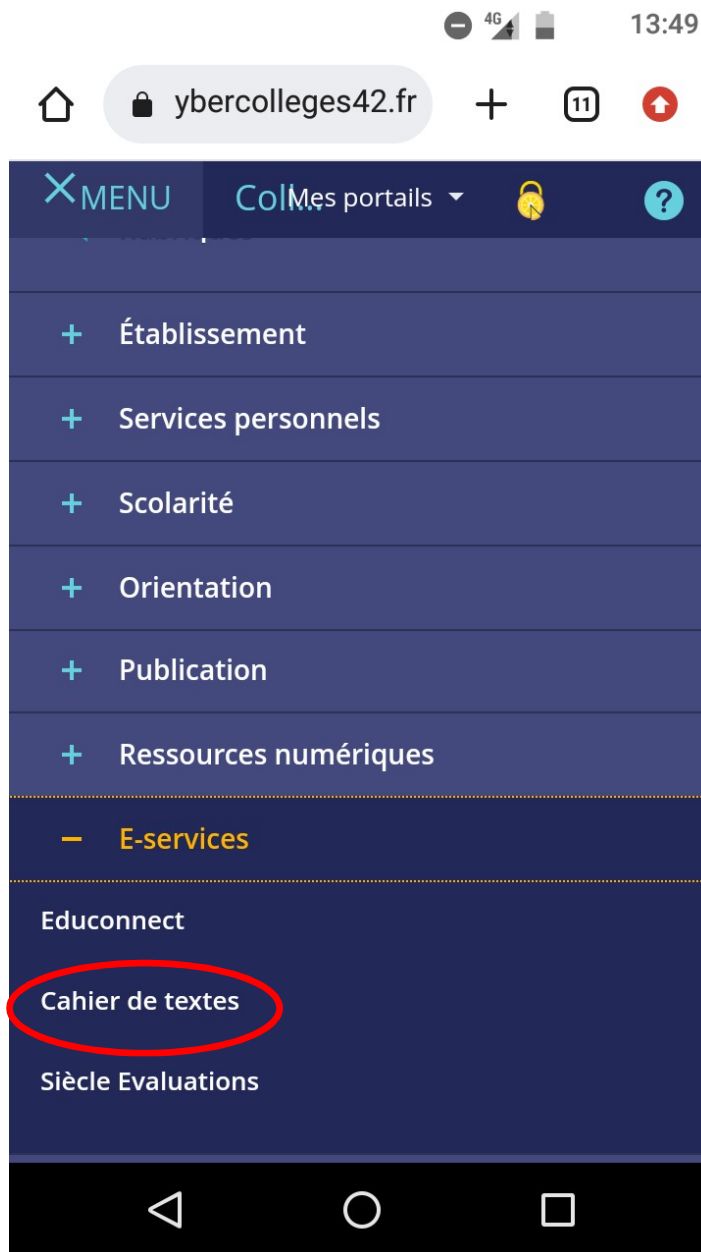 4G 13:49
ybercolleges42.fr 11
MENU Coll... Mes portails ?
Établissement
Services personnels
Scolarité
Orientation
Publication
Ressources numériques
E-services
Educonnect
Cahier de textes
Siècle Evaluations